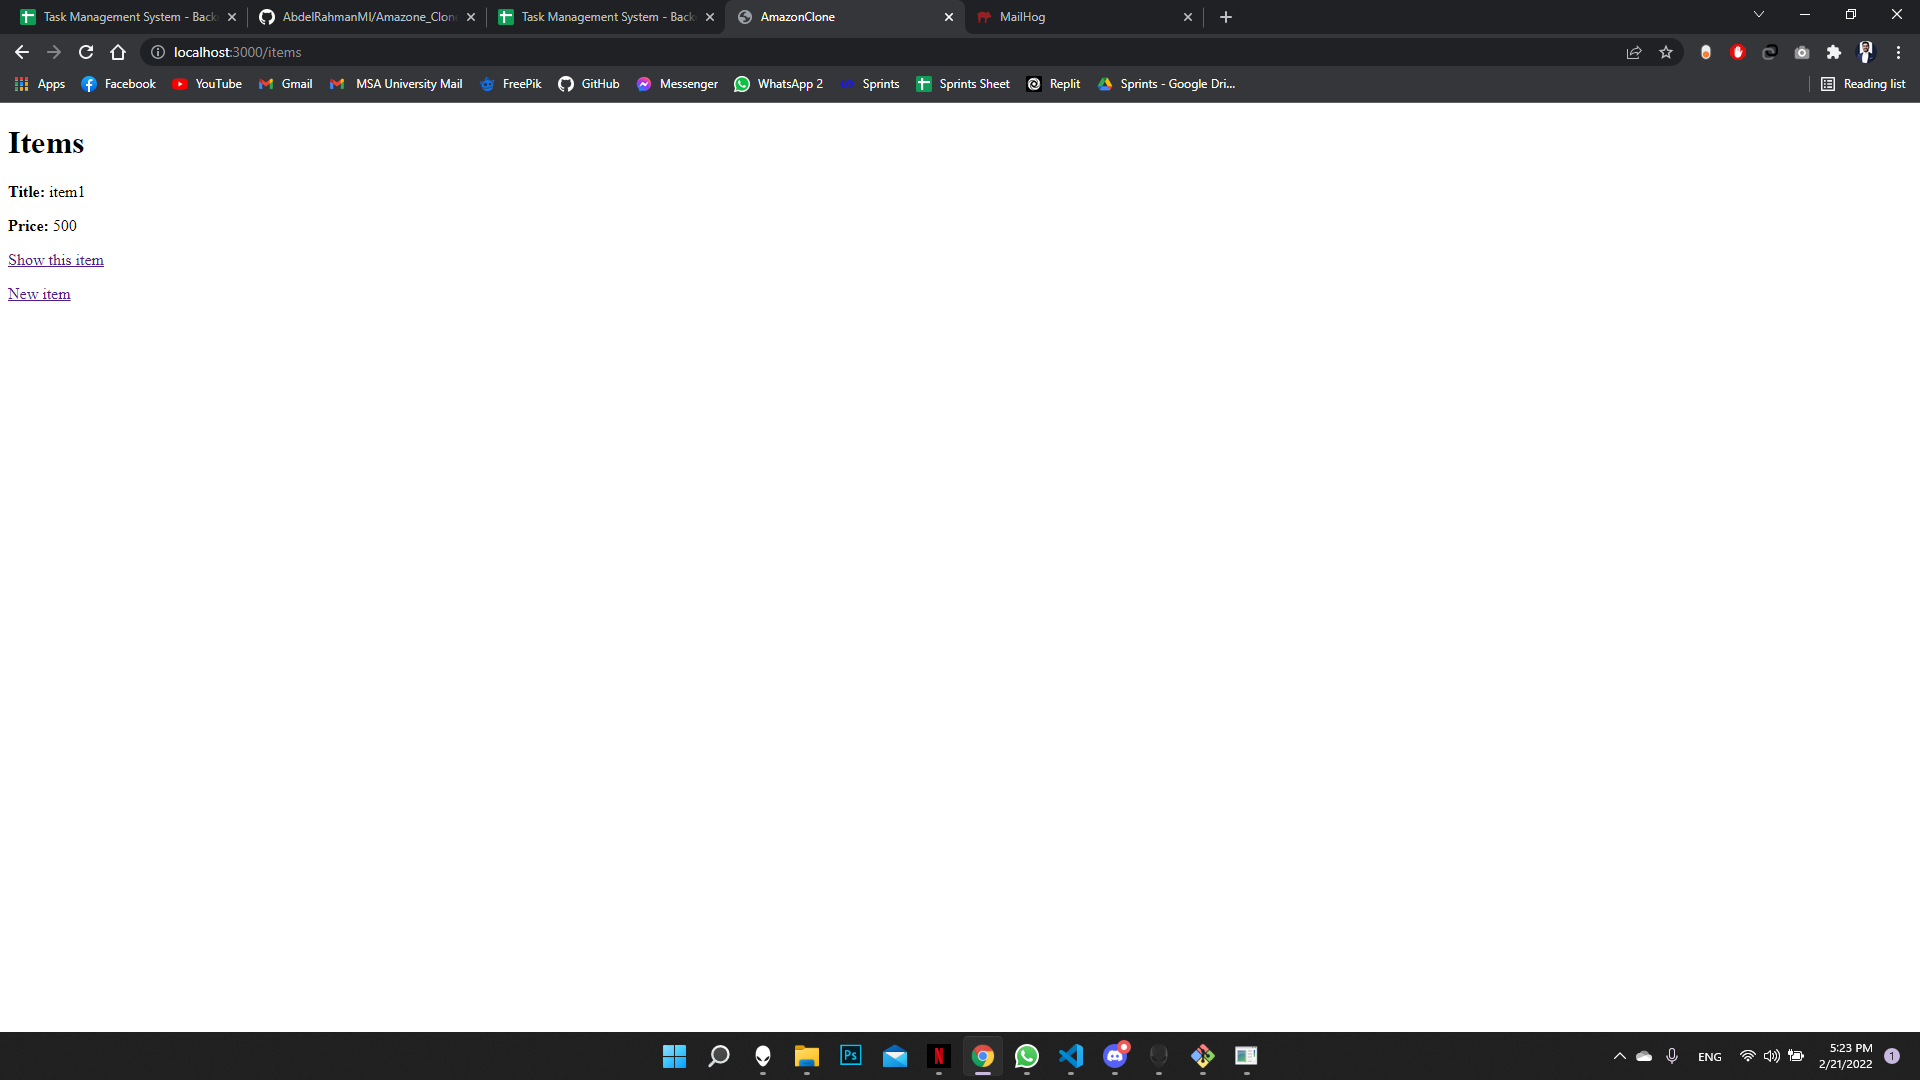 Task Management System - Back
AbdelRahmanMI/Amazone_Clon
Task Management System - Back
AmazonClone
MailHog
localhost:3000/items
Apps
Facebook
YouTube
Gmail
MSA University Mail
FreePik
GitHub
Messenger
WhatsApp 2
Sprints
Sprints Sheet
Replit
Sprints - Google Dri...
Reading list
Items
Title: item1
Price: 500
Show this item
New item
Ps
N
ENG
5:23 PM
2/21/2022
1